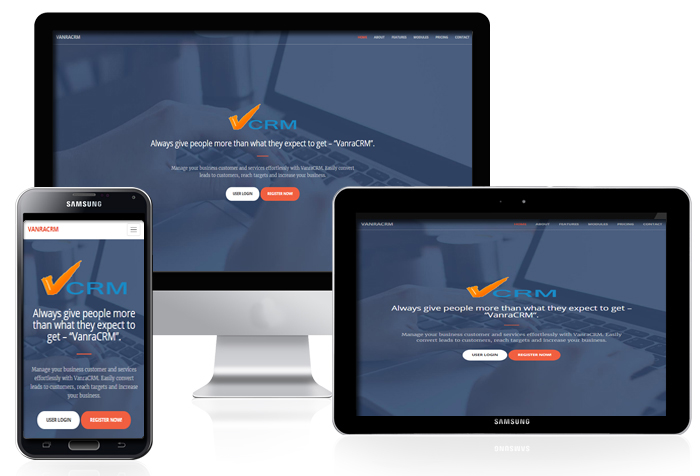 VANRACRM
HOME ABOUT FEATURES MODULES PRICING CONTACT
CRM
Always give people more than what they expect to get – “VanraCRM”.
Manage your business customer and services effortlessly with VanraCRM. Easily
convert leads to customers, reach targets and increase your business.
USER LOGIN REGISTER NOW!
SAMSUNG
VANRACRM
CRM
Always give people more
than what they expect to
get – “VanraCRM”.
Manage your business customer and services
effortlessly with VanraCRM. Easily convert
leads to customers, reach targets and increase
your business.
USER LOGIN REGISTER NOW!
VANRACRM
HOME ABOUT FEATURES MODULES PRICING CONTACT
CRM
Always give people more than what they expect to get –
“VanraCRM”.
Manage your business customer and services effortlessly with VanraCRM. Easily
convert leads to customers, reach targets and increase your business.
USER LOGIN REGISTER NOW!
SAMSUNG